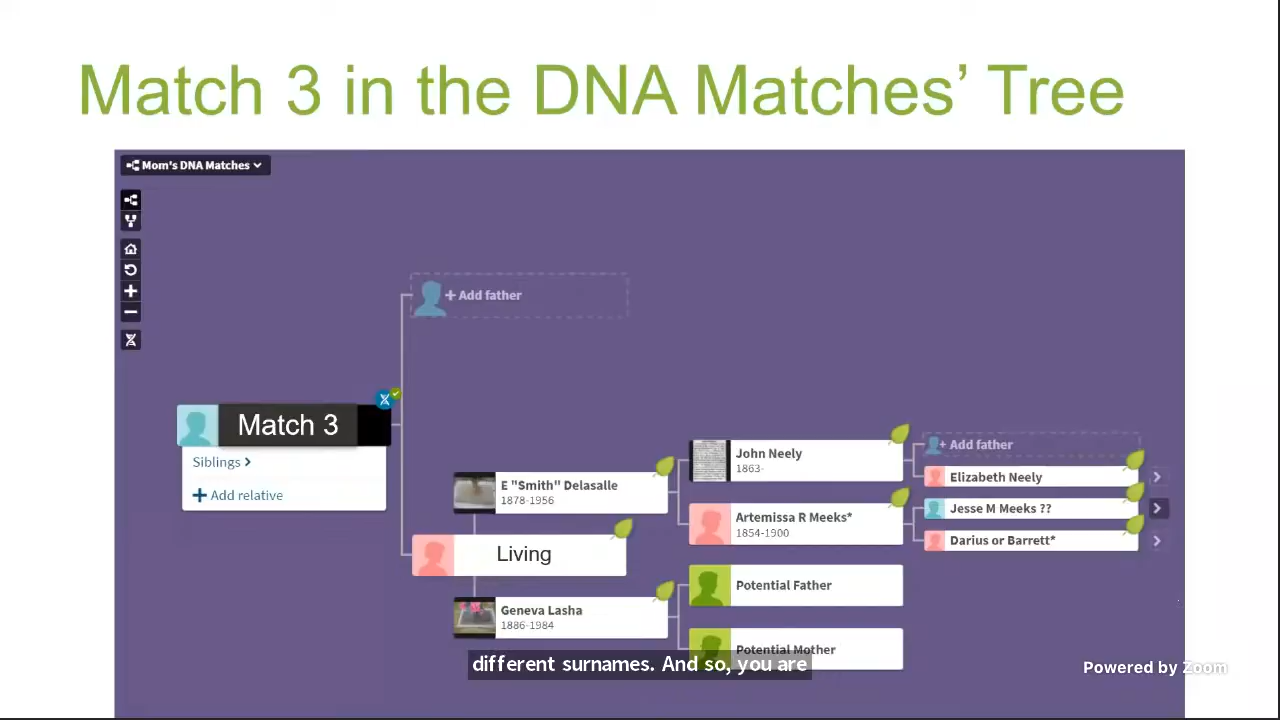 Match 3 in the DNA Matches’ Tree
Mom's DNA Matches
+ Add father
Match 3
Siblings >
+ Add relative
E "Smith" Delasalle
1878-1956
Living
Geneva Lasha
1886-1984
John Neely
1863-
Artemissa R Meeks*
1854-1900
Potential Father
Potential Mother
+ Add father
Elizabeth Neely
Jesse M Meeks ??
Darius or Barrett*
different surnames. And so, you are
Powered by Zoom